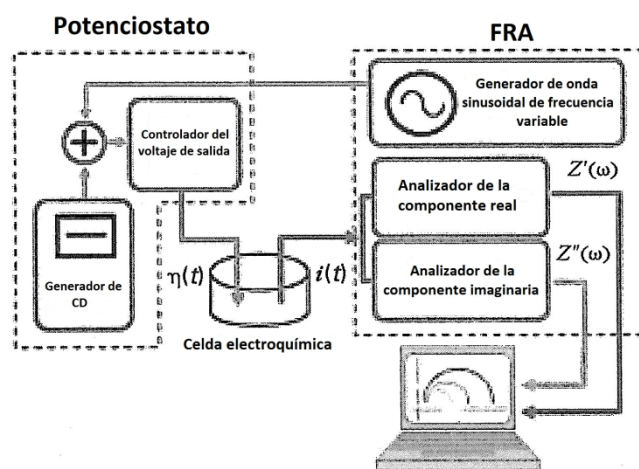 Potenciostato
FRA
Generador de onda
sinusoidal de frecuencia
variable
Controlador del
voltaje de salida
Generador de
CD
η(t)
i(t)
Celda electroquímica
Analizador de la
componente real
Z'(ω)
Analizador de la
componente imaginaria
Z"(ω)